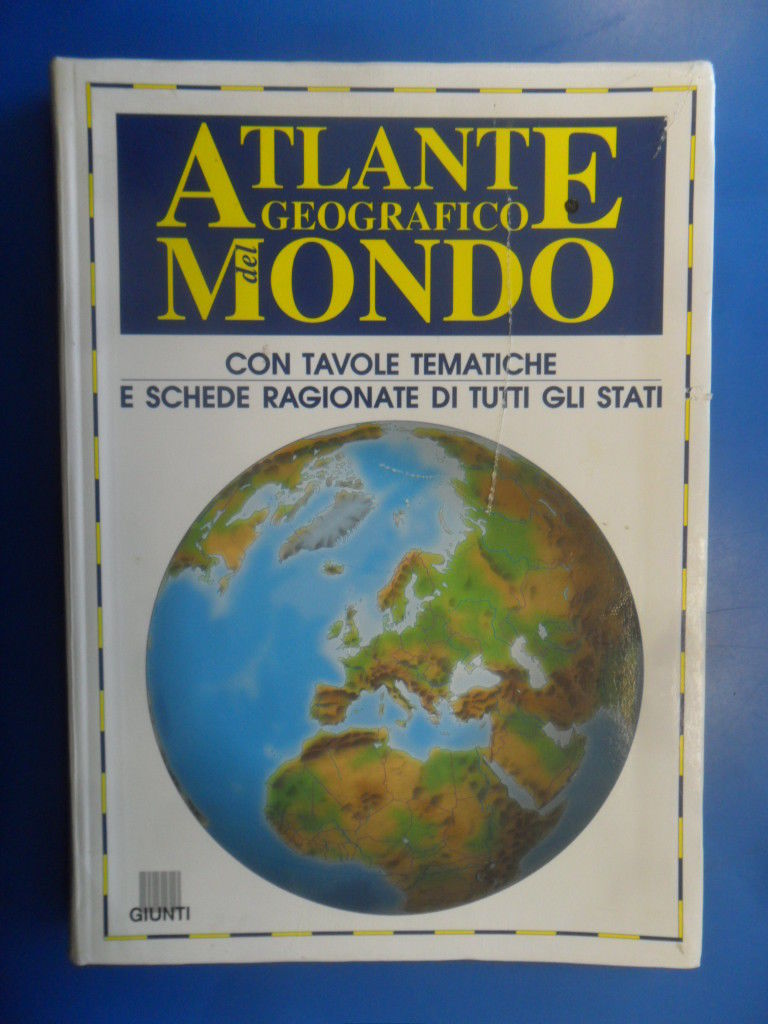 ATLANTE
GEOGRAFICO
del
MONDO
CON TAVOLE TEMATICHE
E SCHEDE RAGIONATE DI TUTTI GLI STATI
GIUNTI